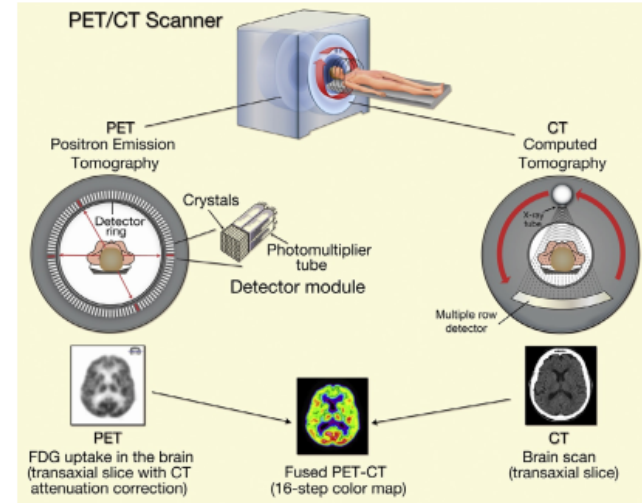 PET/CT Scanner
PET
Positron Emission
Tomography
CT
Computed
Tomography
Detector
ring
Crystals
Photomultiplier
tube
Detector module
X-ray
tube
Multiple row
detector
PET
FDG uptake in the brain
(transaxial slice with CT
attenuation correction)
Fused PET-CT
(16-step color map)
CT
Brain scan
(transaxial slice)